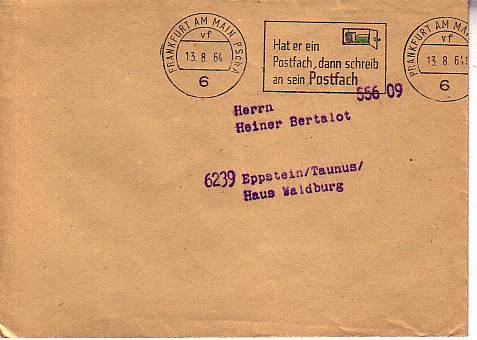 FRANKFURT AM MAIN PSCHA
vf
13.8.64
6
Hat er ein
Postfach, dann schreib
an sein Postfach
FRANKFURT AM MAIN
vf
13.8.64
6
556 09
Herrn
Heiner Bertalot
6239 Eppstein/Taunus/
Haus Waldburg